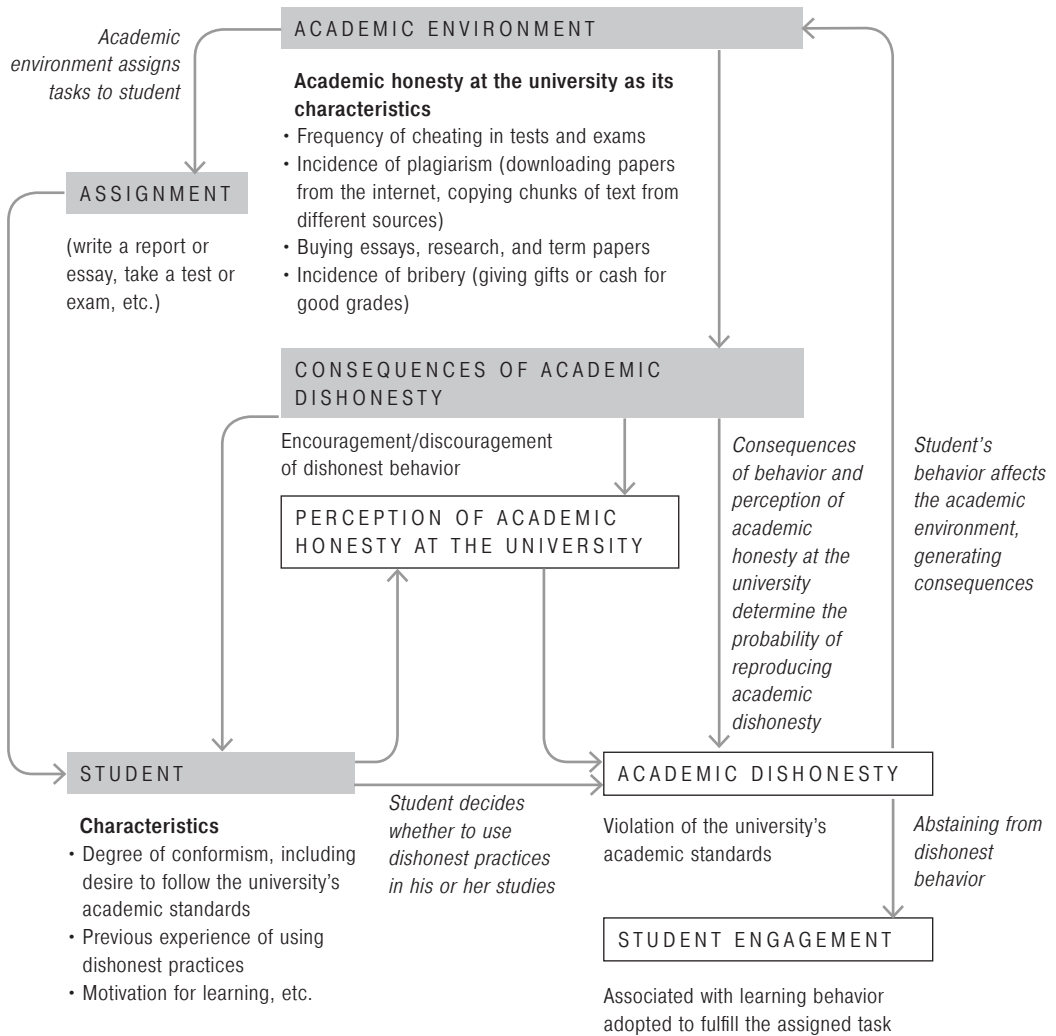 ACADEMIC ENVIRONMENT
Academic
environment assigns
tasks to student
Academic honesty at the university as its
characteristics
• Frequency of cheating in tests and exams
• Incidence of plagiarism (downloading papers
from the internet, copying chunks of text from
different sources)
• Buying essays, research, and term papers
• Incidence of bribery (giving gifts or cash for
good grades)
ASSIGNMENT
(write a report or
essay, take a test or
exam, etc.)
CONSEQUENCES OF ACADEMIC
DISHONESTY
Encouragement/discouragement
of dishonest behavior
PERCEPTION OF ACADEMIC
HONESTY AT THE UNIVERSITY
Consequences
of behavior and
perception of
academic
honesty at the
university
determine the
probability of
reproducing
academic
dishonesty
Student's
behavior affects
the academic
environment,
generating
consequences
STUDENT
Characteristics
• Degree of conformism, including
desire to follow the university's
academic standards
• Previous experience of using
dishonest practices
• Motivation for learning, etc.
Student decides
whether to use
dishonest practices
in his or her studies
ACADEMIC DISHONESTY
Violation of the university's
academic standards
Abstaining from
dishonest
behavior
STUDENT ENGAGEMENT
Associated with learning behavior
adopted to fulfill the assigned task